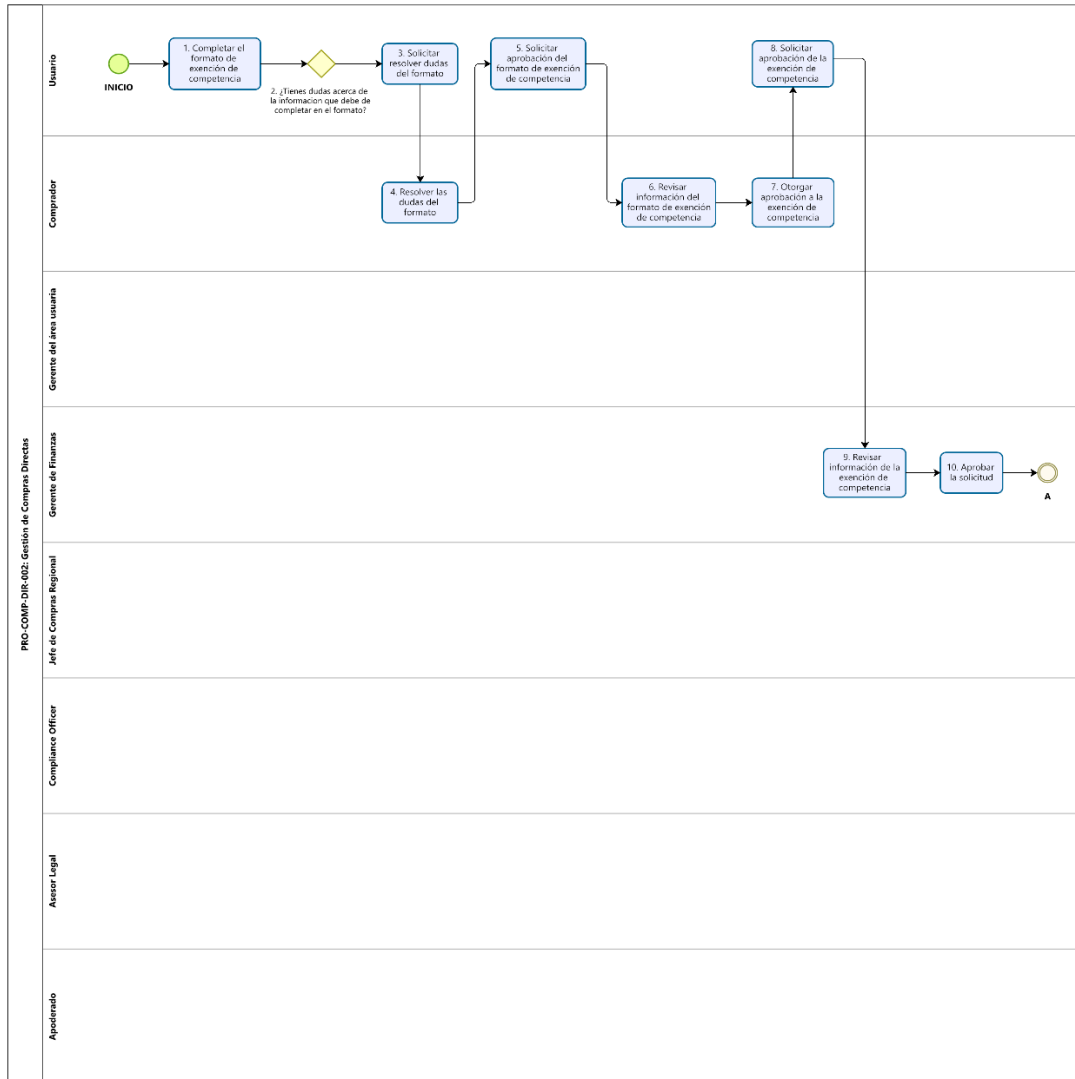 PRO-COMP-DIR-002: Gestión de Compras Directas
Usuario
INICIO
1. Completar el
formato de
exención de
competencia
2. ¿Tienes dudas acerca de
la informacion que debe de
completar en el formato?
3. Solicitar
resolver dudas
del formato
5. Solicitar
aprobación del
formato de exención
de competencia
8. Solicitar
aprobación de la
exención de
competencia
Comprador
4. Resolver las
dudas del
formato
6. Revisar
información del
formato de exención
de competencia
7. Otorgar
aprobación a la
exención de
competencia
Gerente del área usuaria
Gerente de Finanzas
9. Revisar
información de la
exención de
competencia
10. Aprobar
la solicitud
A
Jefe de Compras Regional
Compliance Officer
Asesor Legal
Apoderado